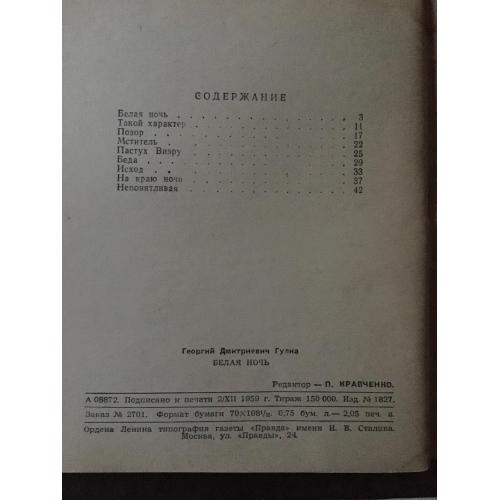 СОДЕРЖАНИЕ
Белая ночь . . . . . . . . . . . . . 3
Такой характер . . . . . . . . . . . 11
Позор . . . . . . . . . . . . . . . 17
Мститель . . . . . . . . . . . . . . 22
Пастух Виэру . . . . . . . . . . . . 25
Беда . . . . . . . . . . . . . . . . 29
Исход . . . . . . . . . . . . . . . 33
На краю ночи . . . . . . . . . . . . 37
Непонятливая . . . . . . . . . . . . 42
Георгий Дмитриевич Гулиа
БЕЛАЯ НОЧЬ
Редактор — П. КРАВЧЕНКО.
А 08872. Подписано к печати 2/XII 1959 г. Тираж 150 000. Изд. № 1827.
Заказ № 2701. Формат бумаги 70×108¹/₃₂. 0,75 бум. л.— 2,05 печ. л.
Ордена Ленина типография газеты «Правда» имени И. В. Сталина.
Москва, ул. «Правды», 24.